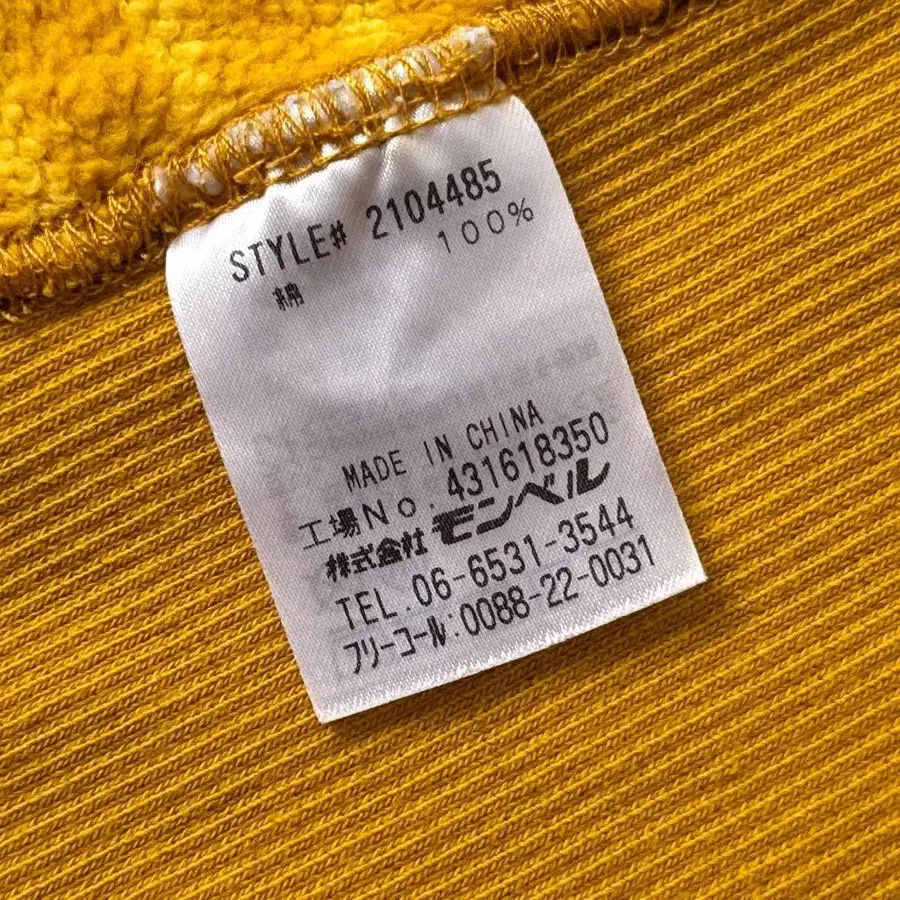 STYLE# 2104485
綿 100%
MADE IN CHINA
工場No. 431618350
株式会社モンベル
TEL.06-6531-3544
フリーコール:0088-22-0031